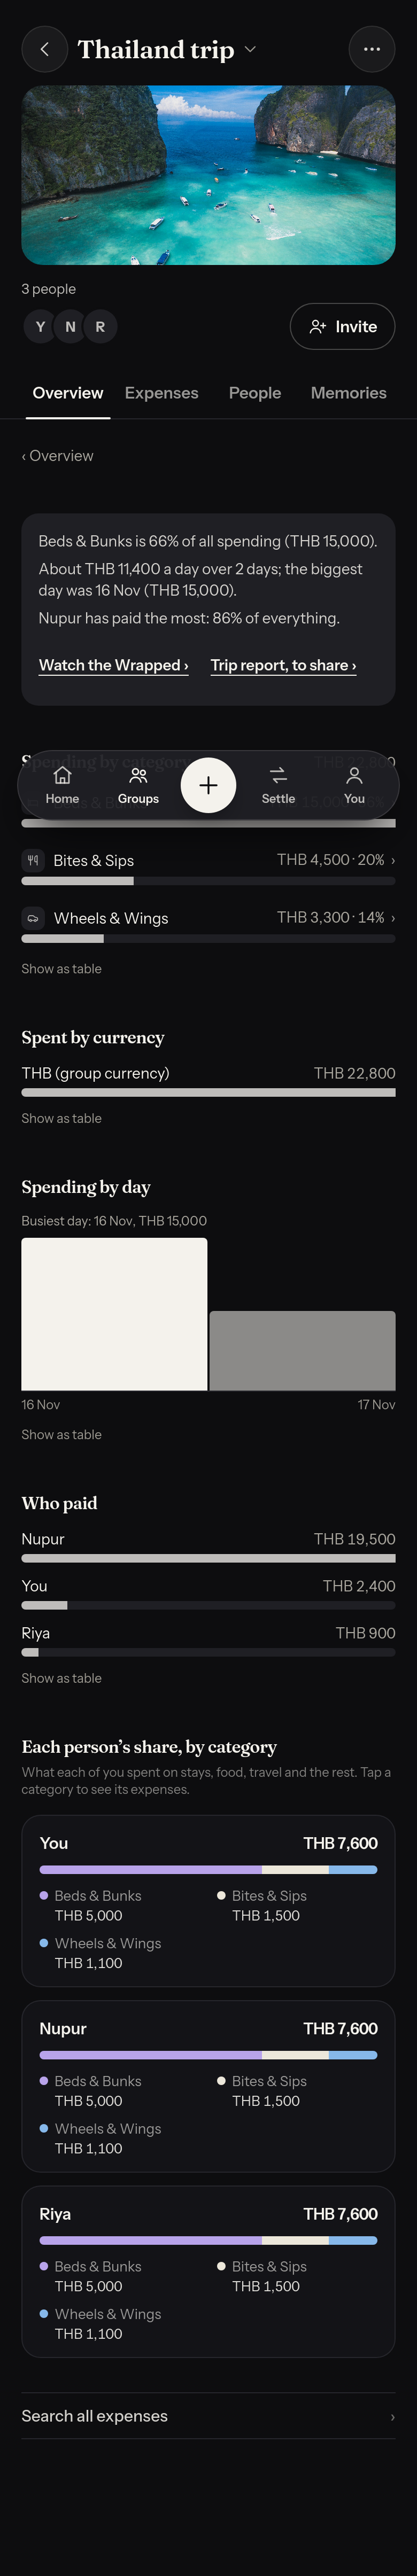 Thailand trip
3 people
Y N R
Invite
Overview Expenses People Memories
‹ Overview
Beds & Bunks is 66% of all spending (THB 15,000).
About THB 11,400 a day over 2 days; the biggest
day was 16 Nov (THB 15,000).
Nupur has paid the most: 86% of everything.
Watch the Wrapped › Trip report, to share ›
Spending by category
Home Groups Settle You
Bites & Sips THB 4,500 · 20% ›
Wheels & Wings THB 3,300 · 14% ›
Show as table
Spent by currency
THB (group currency) THB 22,800
Show as table
Spending by day
Busiest day: 16 Nov, THB 15,000
16 Nov 17 Nov
Show as table
Who paid
Nupur THB 19,500
You THB 2,400
Riya THB 900
Show as table
Each person’s share, by category
What each of you spent on stays, food, travel and the rest. Tap a
category to see its expenses.
You THB 7,600
Beds & Bunks Bites & Sips
THB 5,000 THB 1,500
Wheels & Wings
THB 1,100
Nupur THB 7,600
Beds & Bunks Bites & Sips
THB 5,000 THB 1,500
Wheels & Wings
THB 1,100
Riya THB 7,600
Beds & Bunks Bites & Sips
THB 5,000 THB 1,500
Wheels & Wings
THB 1,100
Search all expenses ›